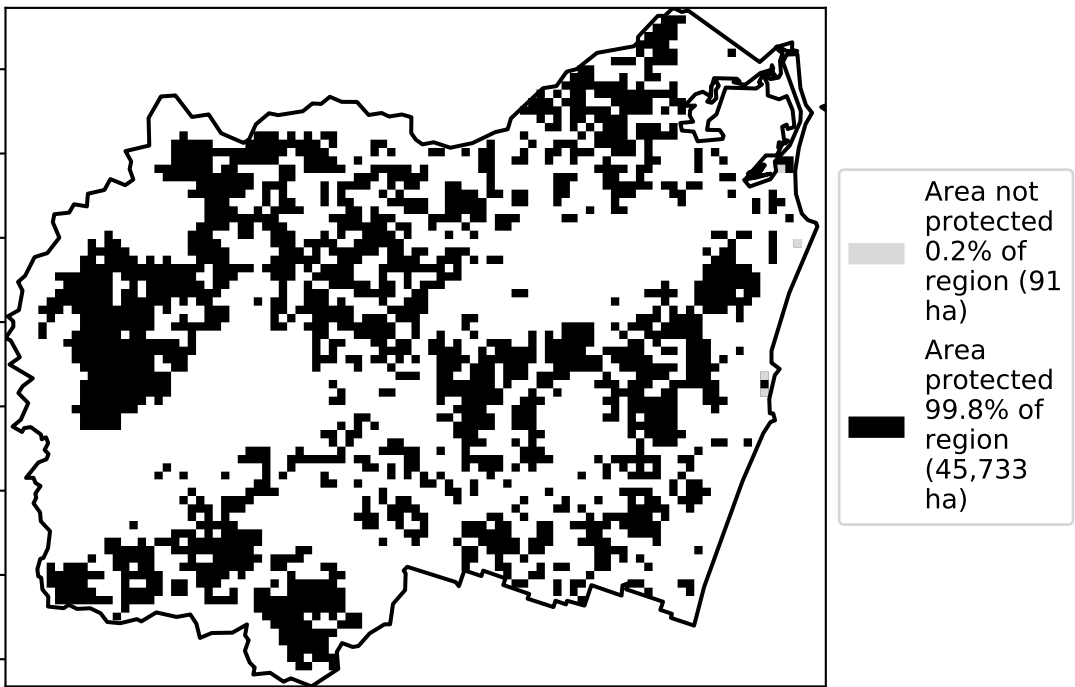 Area not
protected
0.2% of
region (91
ha)
Area
protected
99.8% of
region
(45,733
ha)